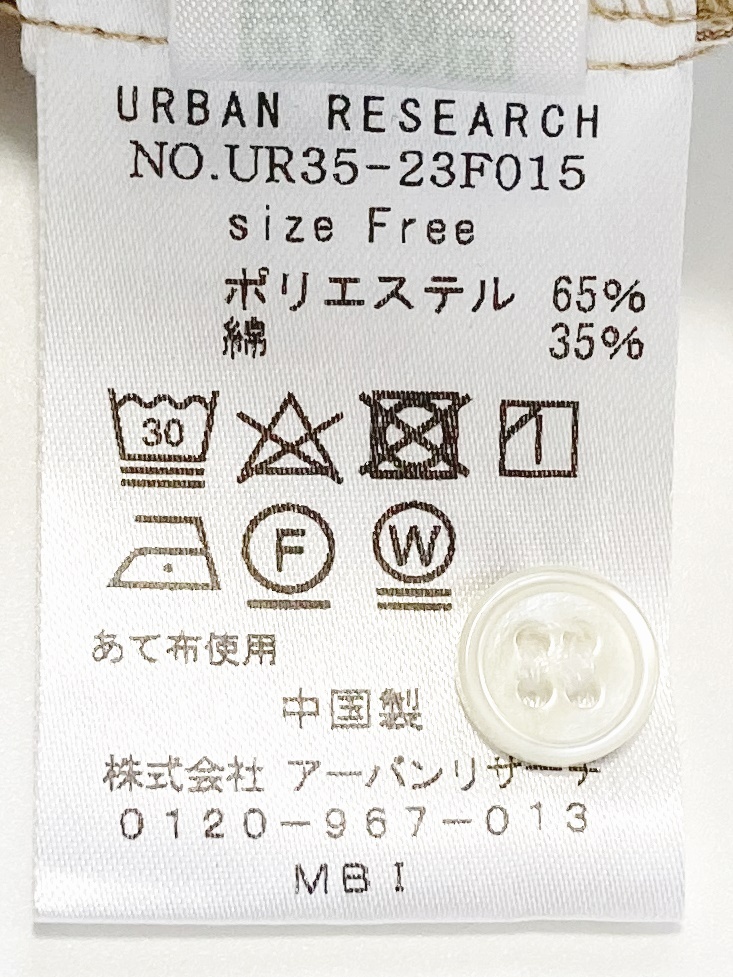 URBAN RESEARCH
NO.UR35-23F015
size Free
ポリエステル 65%
綿 35%
30
F W
あて布使用
中国製
株式会社 アーバンリサーチ
0120-967-013
MBI